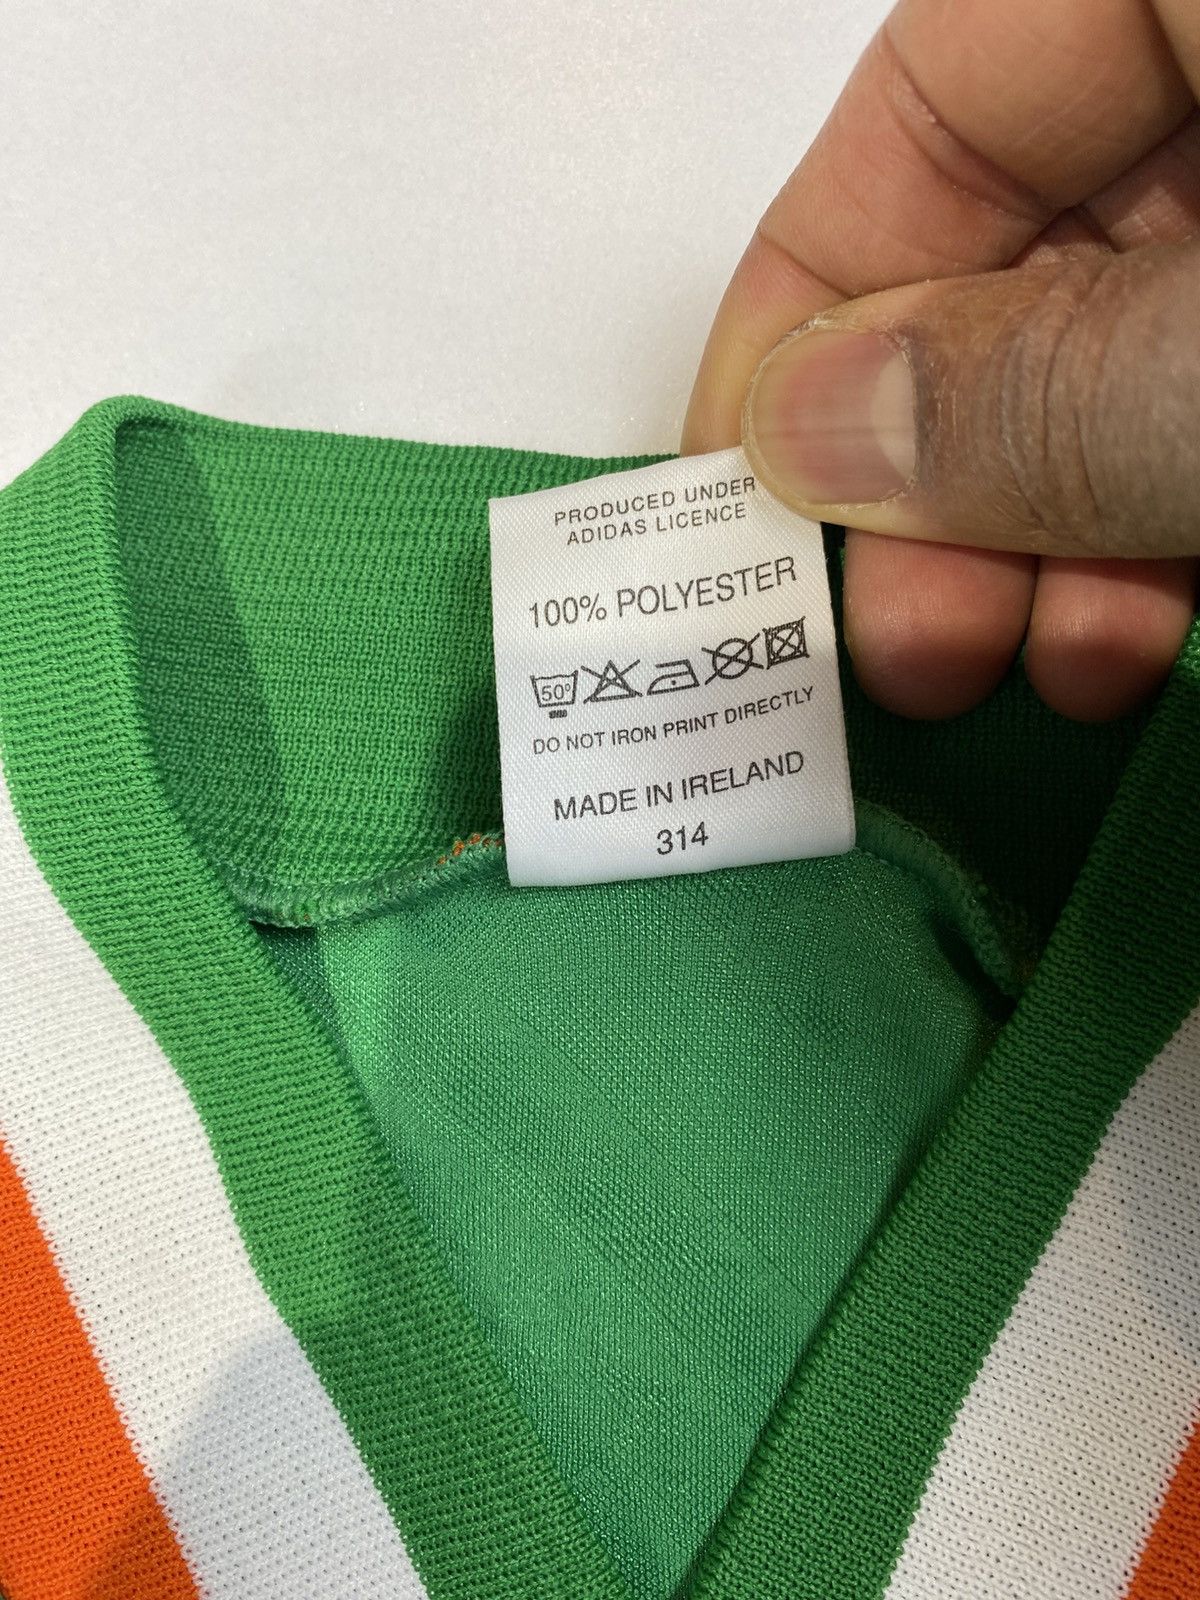 PRODUCED UNDER
ADIDAS LICENCE
100% POLYESTER
50°
DO NOT IRON PRINT DIRECTLY
MADE IN IRELAND
314